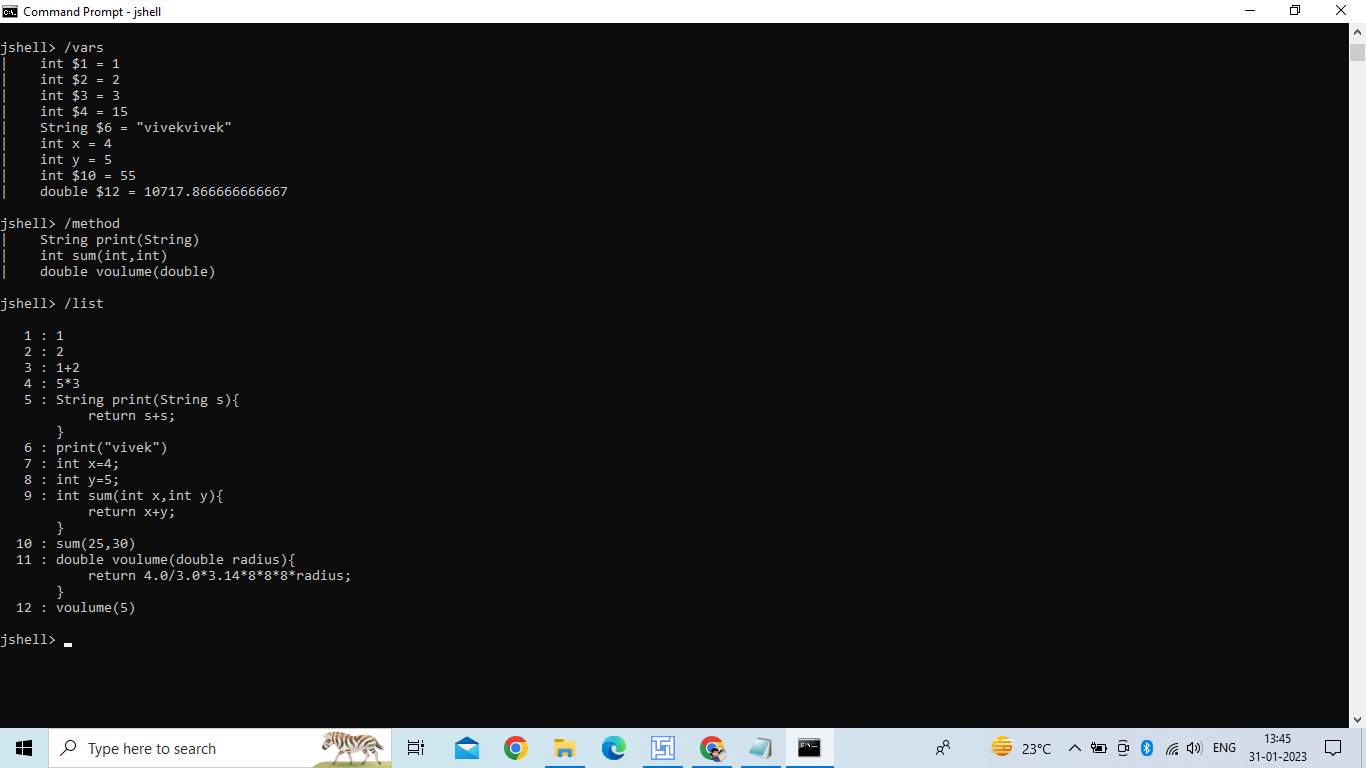 Command Prompt - jshell
jshell> /vars
|    int $1 = 1
|    int $2 = 2
|    int $3 = 3
|    int $4 = 15
|    String $6 = "vivekvivek"
|    int x = 4
|    int y = 5
|    int $10 = 55
|    double $12 = 10717.866666666667
jshell> /method
|    String print(String)
|    int sum(int,int)
|    double voulume(double)
jshell> /list
   1 : 1
   2 : 2
   3 : 1+2
   4 : 5*3
   5 : String print(String s){
           return s+s;
       }
   6 : print("vivek")
   7 : int x=4;
   8 : int y=5;
   9 : int sum(int x,int y){
           return x+y;
       }
  10 : sum(25,30)
  11 : double voulume(double radius){
           return 4.0/3.0*3.14*8*8*8*radius;
       }
  12 : voulume(5)
jshell>
Type here to search
23°C
ENG
13:45
31-01-2023